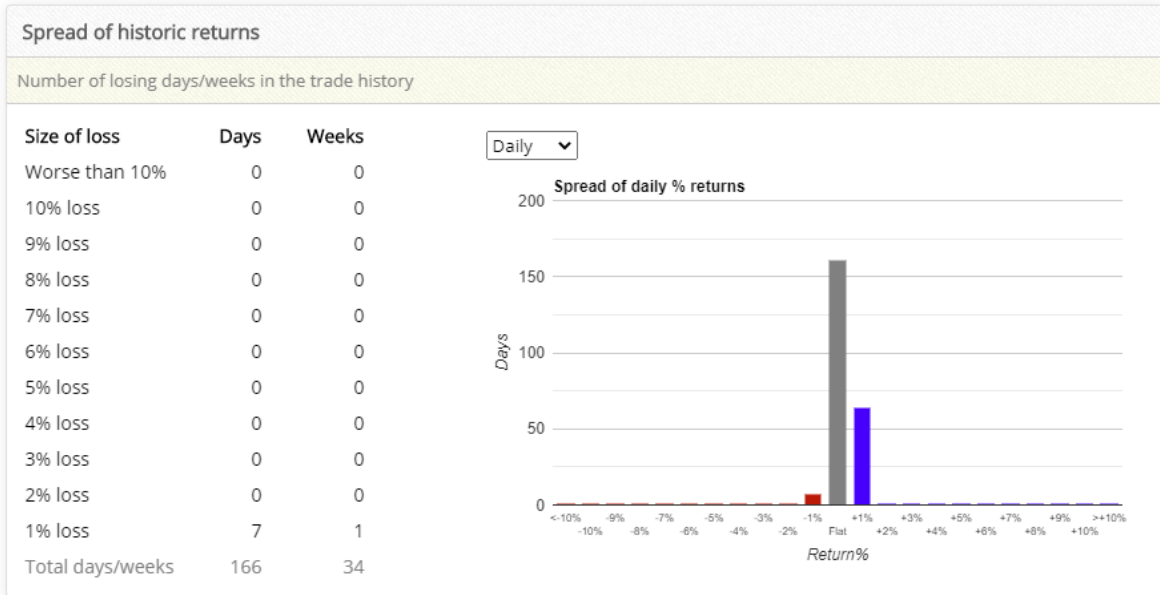 Spread of historic returns
Number of losing days/weeks in the trade history
Size of loss Days Weeks
Worse than 10% 0 0
10% loss 0 0
9% loss 0 0
8% loss 0 0
7% loss 0 0
6% loss 0 0
5% loss 0 0
4% loss 0 0
3% loss 0 0
2% loss 0 0
1% loss 7 1
Total days/weeks 166 34
Daily
Spread of daily % returns
200
150
100
50
0
Days
<-10% -9% -7% -5% -3% -1% +1% +3% +5% +7% +9% >+10%
-10% -8% -6% -4% -2% Flat +2% +4% +6% +8% +10%
Return%